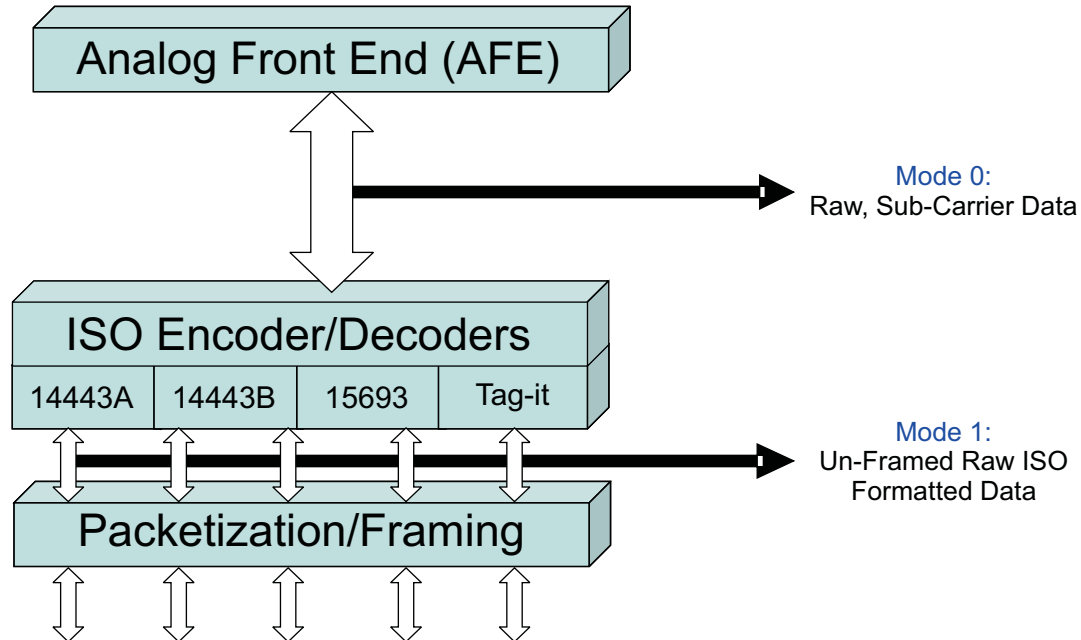 Analog Front End (AFE)
Mode 0:
Raw, Sub-Carrier Data
ISO Encoder/Decoders
14443A
14443B
15693
Tag-it
Mode 1:
Un-Framed Raw ISO
Formatted Data
Packetization/Framing